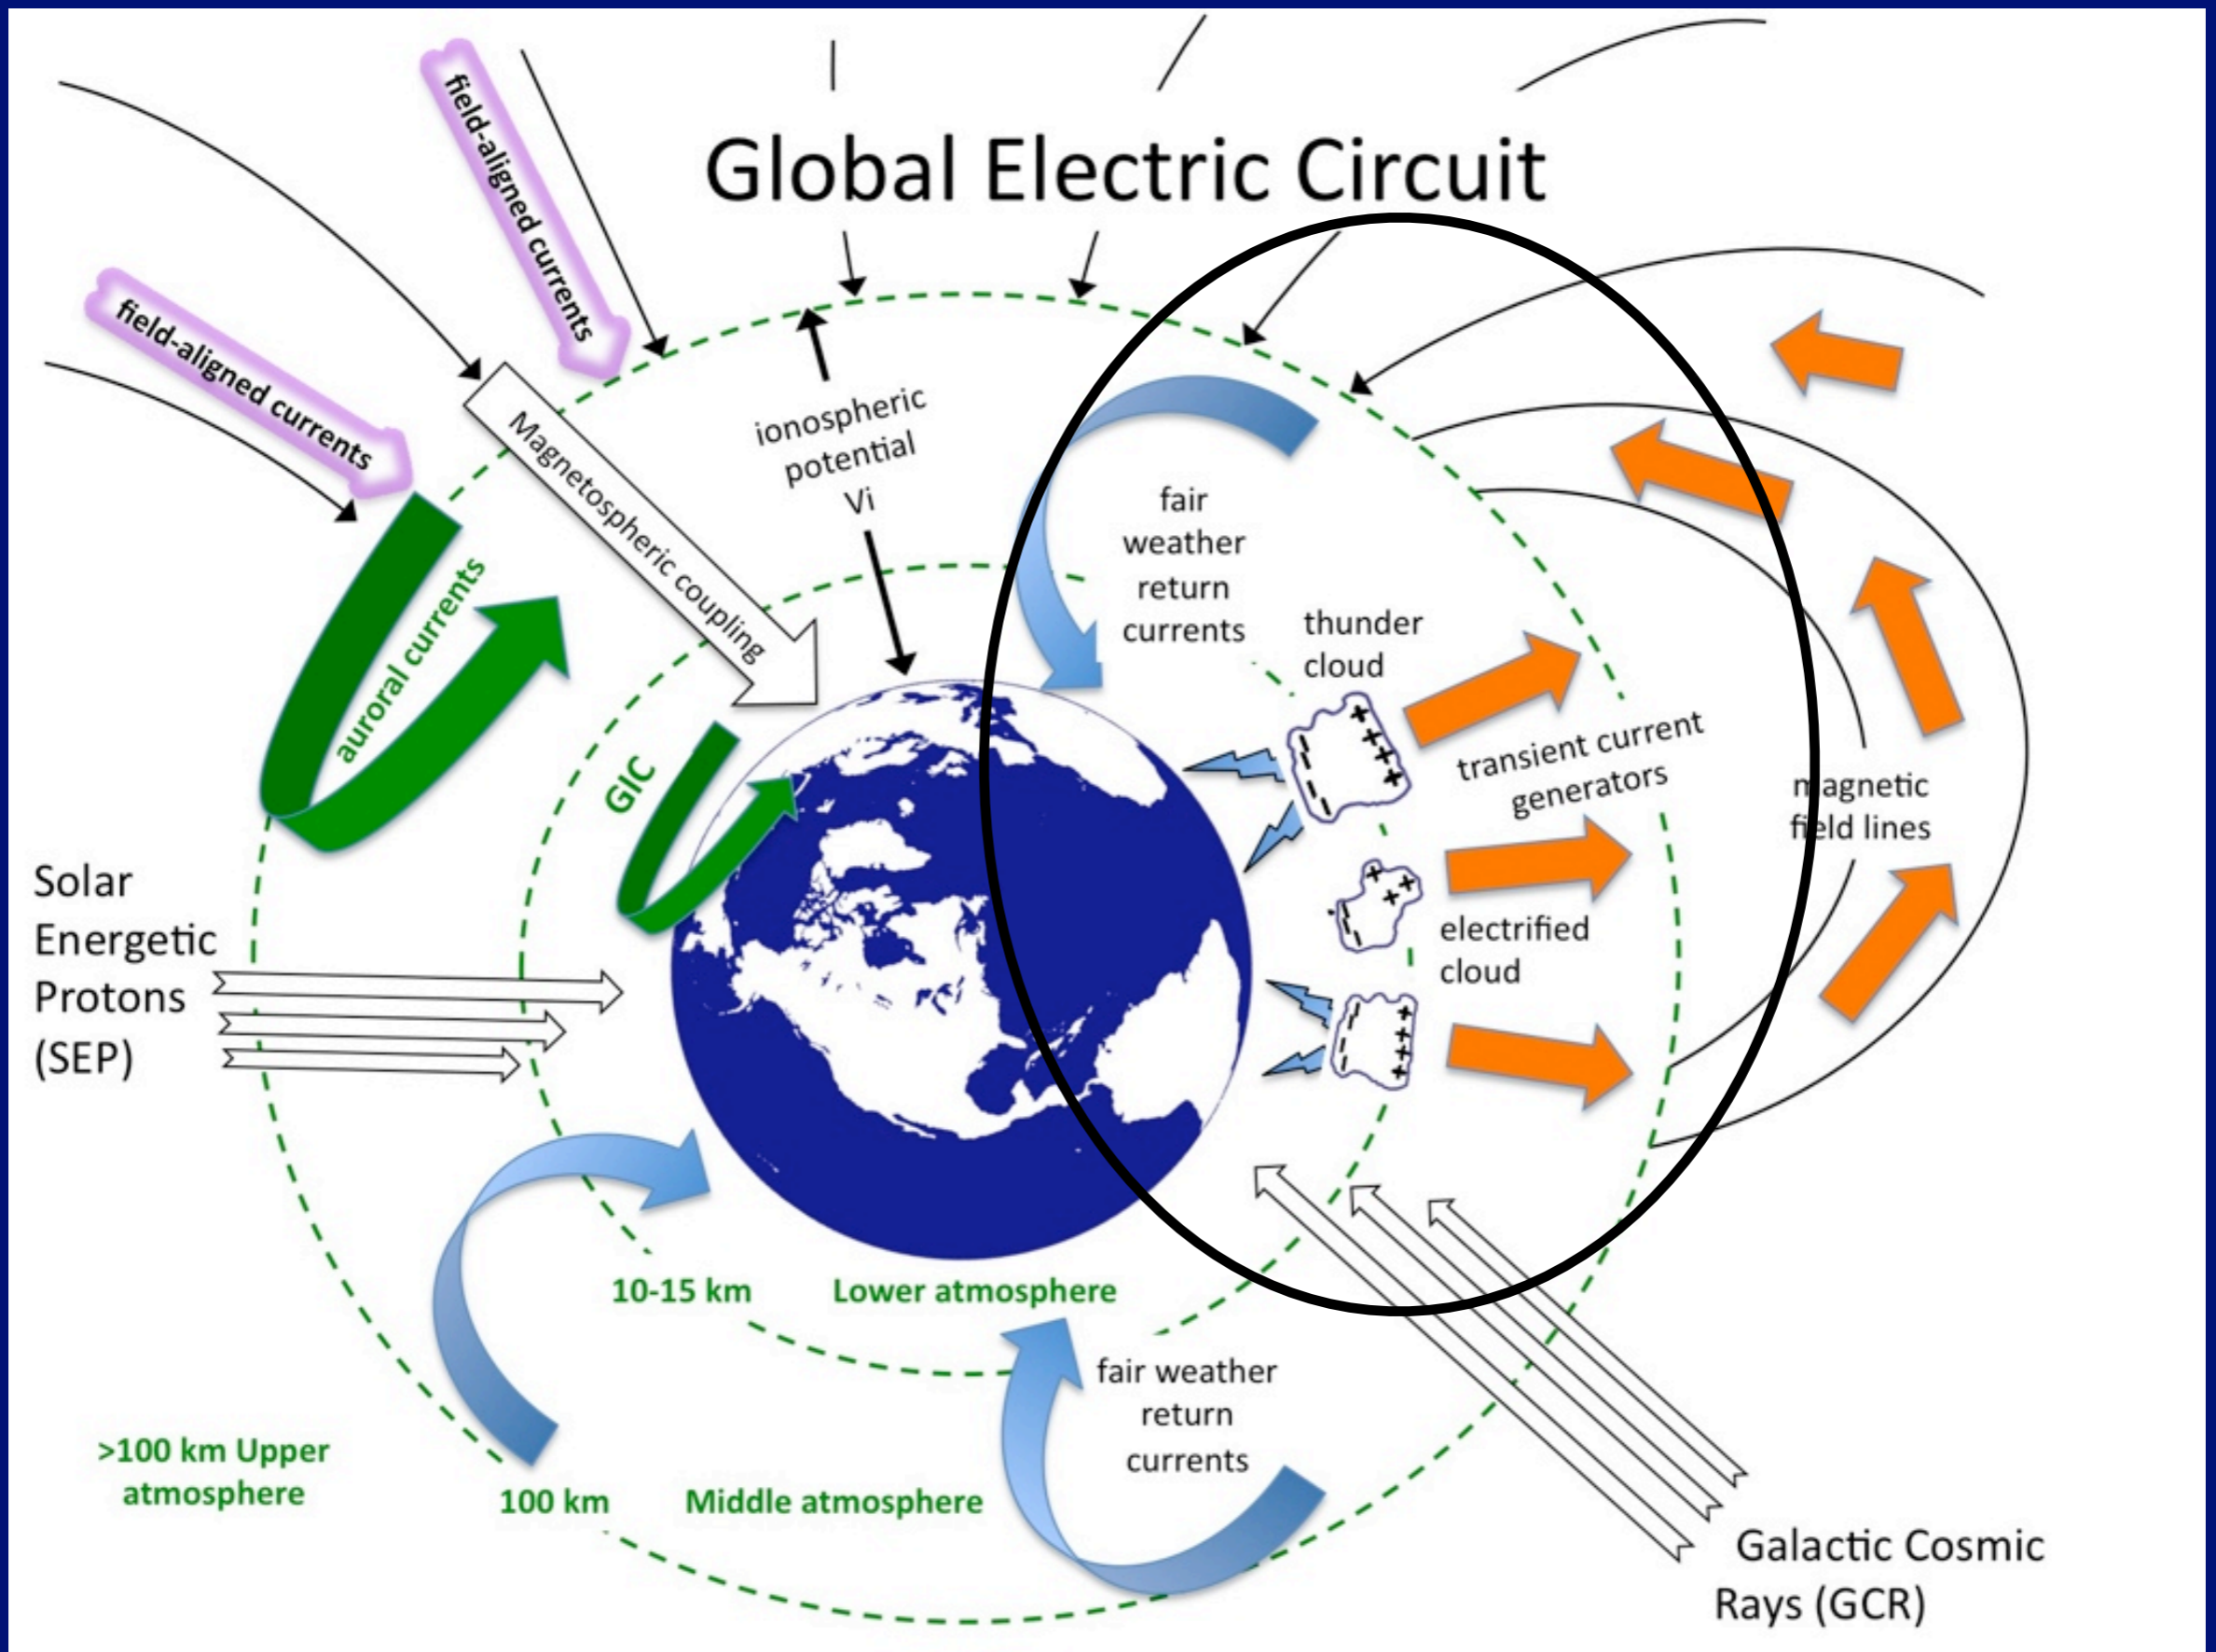 Global Electric Circuit
field-aligned currents
field-aligned currents
Magnetospheric coupling
ionospheric
potential
Vi
fair
weather
return
currents
thunder
cloud
auroral currents
GIC
transient current
generators
magnetic
field lines
electrified
cloud
Solar
Energetic
Protons
(SEP)
10-15 km
Lower atmosphere
fair weather
return
currents
>100 km Upper
atmosphere
100 km
Middle atmosphere
Galactic Cosmic
Rays (GCR)